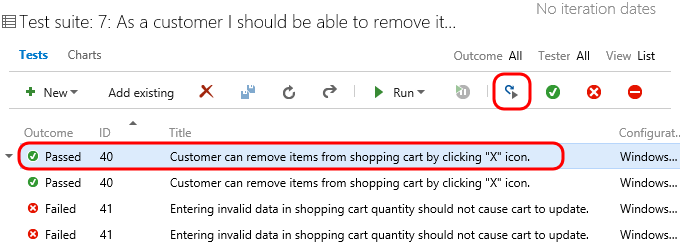 No iteration dates
Test suite: 7: As a customer I should be able to remove it...
Tests Charts Outcome All Tester All View List
New Add existing Run
Outcome ID Title Configurat...
Passed 40 Customer can remove items from shopping cart by clicking "X" icon. Windows...
Passed 40 Customer can remove items from shopping cart by clicking "X" icon. Windows...
Failed 41 Entering invalid data in shopping cart quantity should not cause cart to update. Windows...
Failed 41 Entering invalid data in shopping cart quantity should not cause cart to update. Windows...